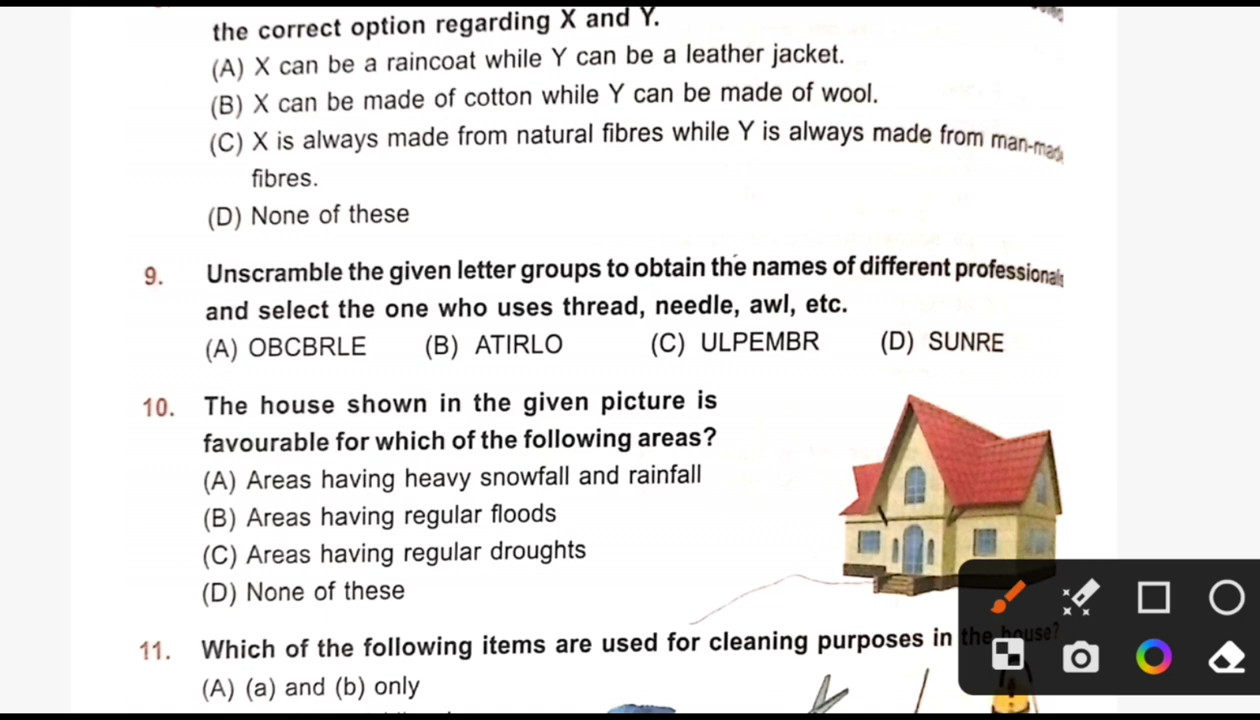 the correct option regarding X and Y.
(A) X can be a raincoat while Y can be a leather jacket.
(B) X can be made of cotton while Y can be made of wool.
(C) X is always made from natural fibres while Y is always made from man-made
fibres.
(D) None of these
9. Unscramble the given letter groups to obtain the names of different professionals
and select the one who uses thread, needle, awl, etc.
(A) OBCBRLE (B) ATIRLO (C) ULPEMBR (D) SUNRE
10. The house shown in the given picture is
favourable for which of the following areas?
(A) Areas having heavy snowfall and rainfall
(B) Areas having regular floods
(C) Areas having regular droughts
(D) None of these
11. Which of the following items are used for cleaning purposes in the house?
(A) (a) and (b) only